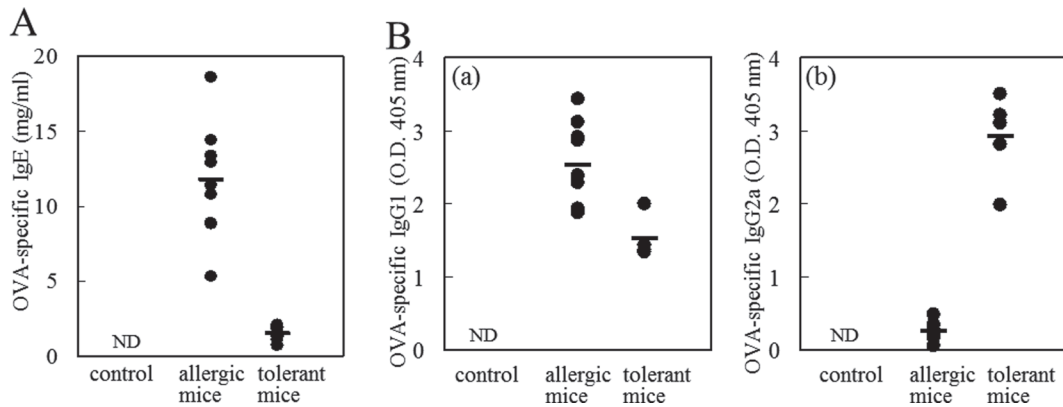 A
OVA-specific IgE (mg/ml)
20
15
10
5
0
ND
control
allergic
mice
tolerant
mice
B
(a)
OVA-specific IgG1 (O.D. 405 nm)
4
3
2
1
0
ND
control
allergic
mice
tolerant
mice
(b)
OVA-specific IgG2a (O.D. 405 nm)
4
3
2
1
0
ND
control
allergic
mice
tolerant
mice